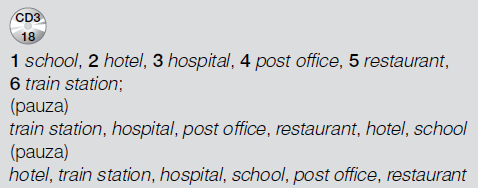 CD3
18
1 school, 2 hotel, 3 hospital, 4 post office, 5 restaurant,
6 train station;
(pauza)
train station, hospital, post office, restaurant, hotel, school
(pauza)
hotel, train station, hospital, school, post office, restaurant